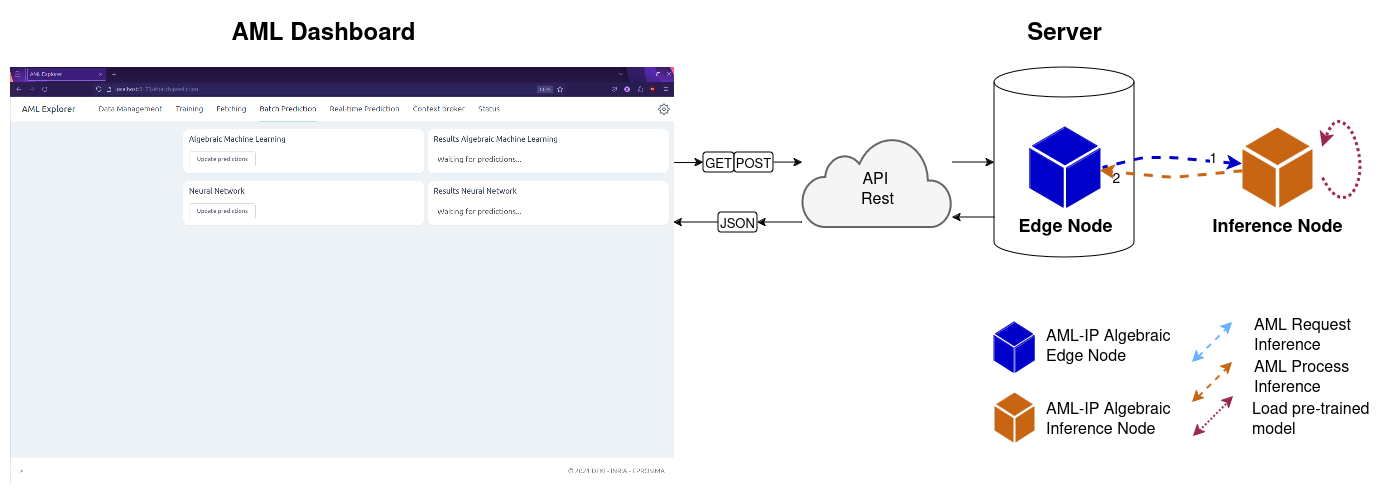 AML Dashboard
Server
AML Explorer
localhost:5173/#batch-prediction
AML Explorer
Data Management
Training
Fetching
Batch Prediction
Real-time Prediction
Context broker
Status
Algebraic Machine Learning
Update predictions
Results Algebraic Machine Learning
Waiting for predictions...
Neural Network
Update predictions
Results Neural Network
Waiting for predictions...
© 2021 DFKI - INRIA - EPROSIMA
GET
POST
JSON
API
Rest
1
2
Edge Node
Inference Node
AML-IP Algebraic
Edge Node
AML-IP Algebraic
Inference Node
AML Request
Inference
AML Process
Inference
Load pre-trained
model